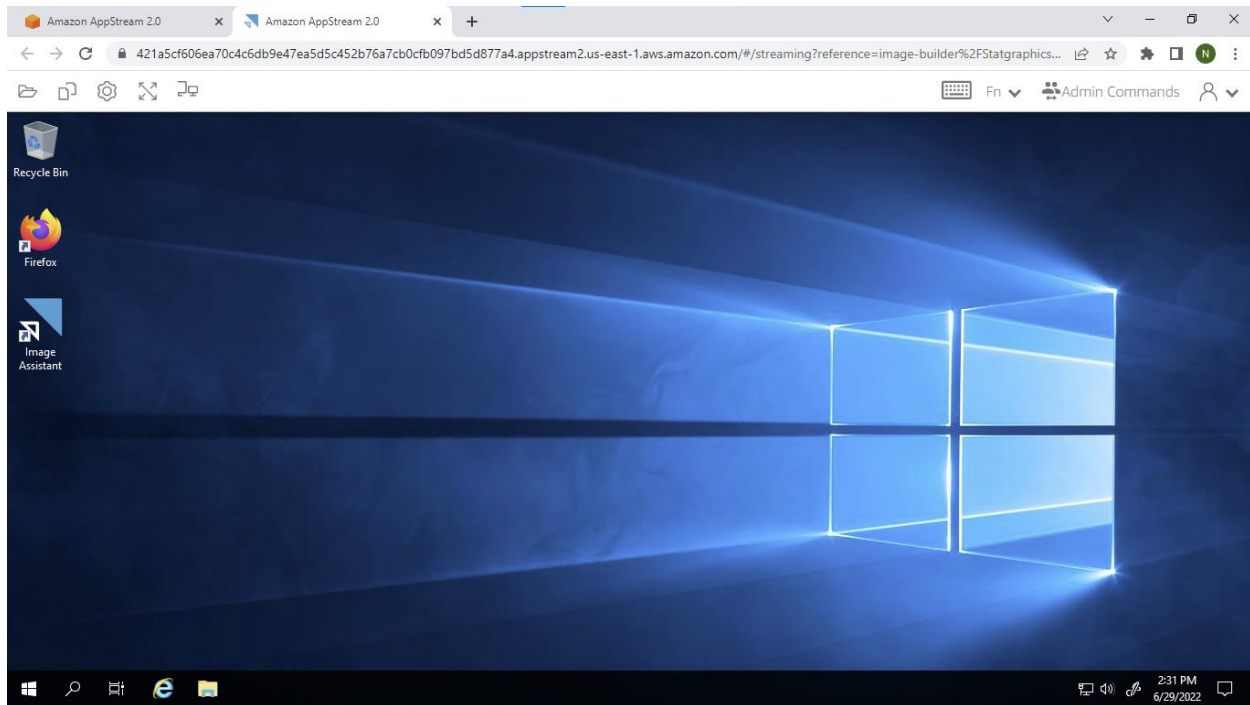 Amazon AppStream 2.0
Amazon AppStream 2.0
421a5cf606ea70c4c6db9e47ea5d5c452b76a7cb0cfb097bd5d877a4.appstream2.us-east-1.aws.amazon.com/#/streaming?reference=image-builder%2FStatgraphics...
N
Fn
Admin Commands
Recycle Bin
Firefox
Image
Assistant
2:31 PM
6/29/2022